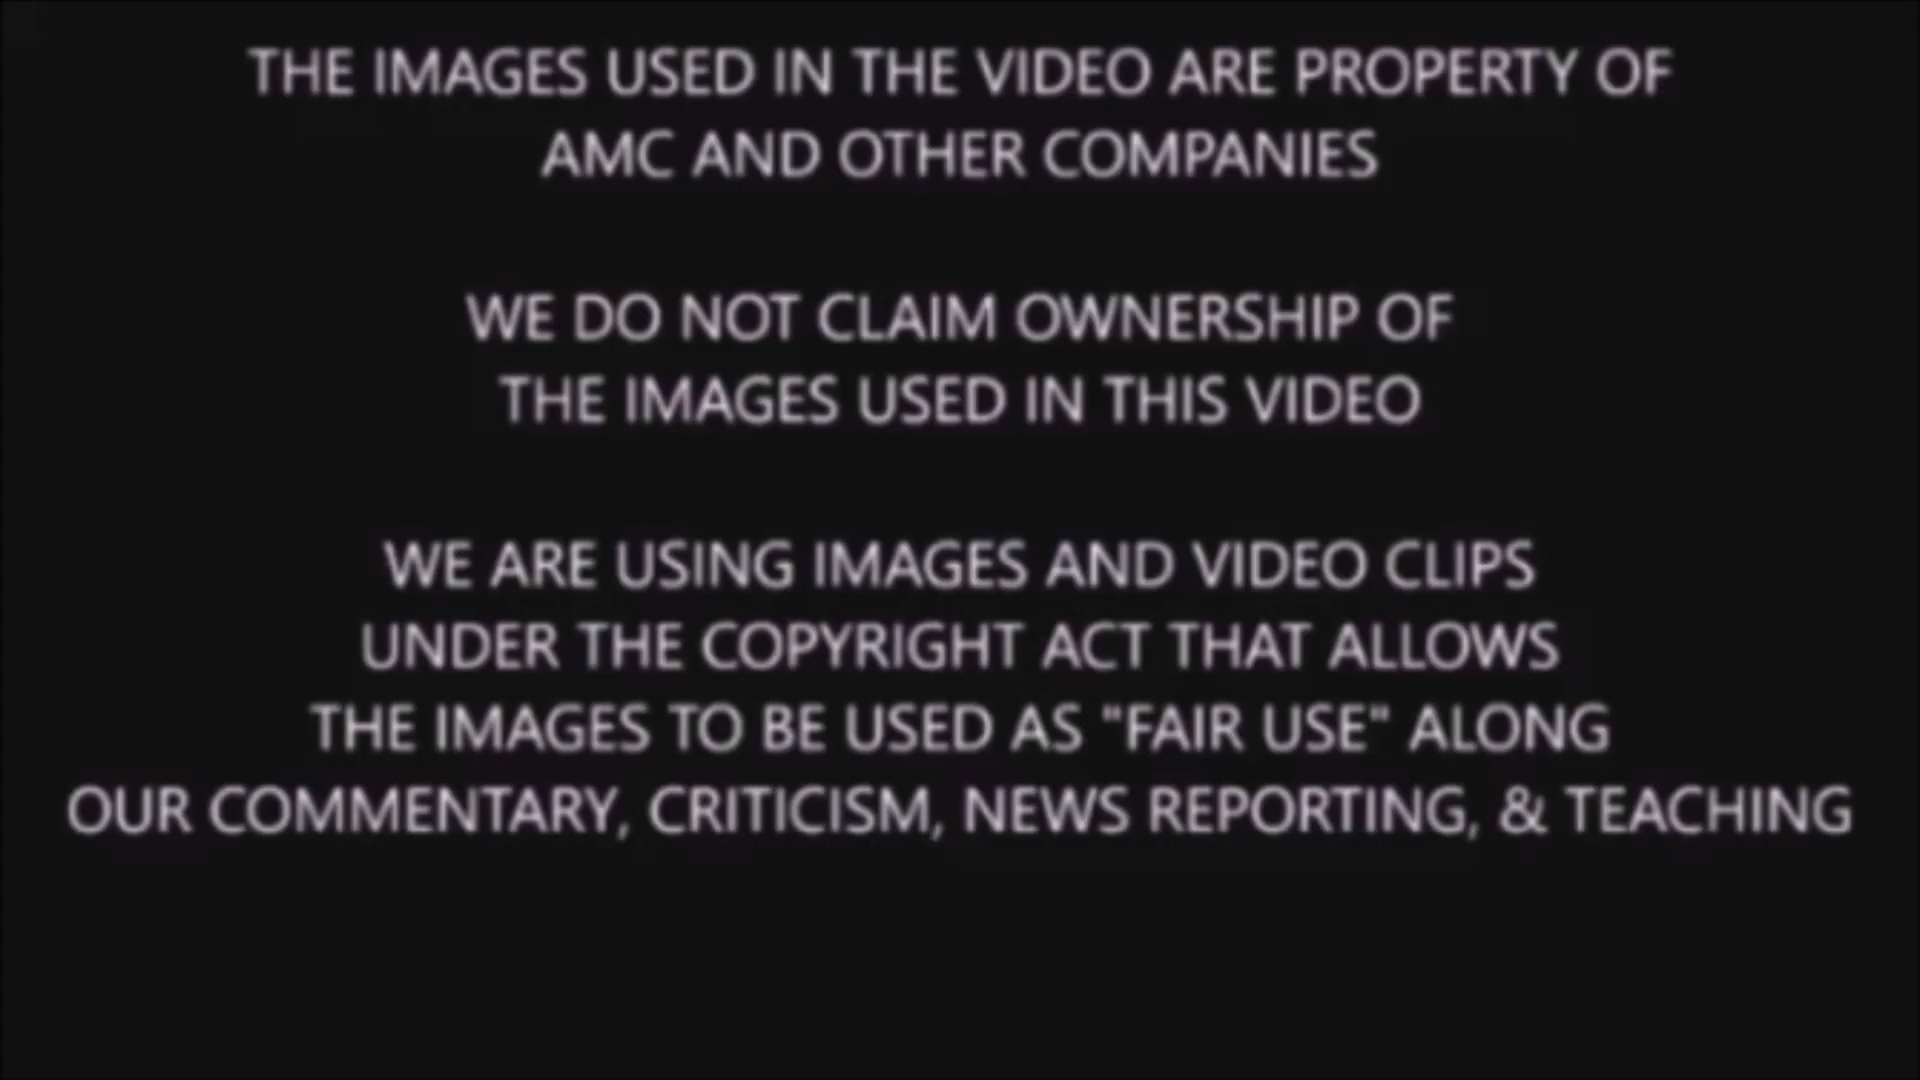 THE IMAGES USED IN THE VIDEO ARE PROPERTY OF
AMC AND OTHER COMPANIES
WE DO NOT CLAIM OWNERSHIP OF
THE IMAGES USED IN THIS VIDEO
WE ARE USING IMAGES AND VIDEO CLIPS
UNDER THE COPYRIGHT ACT THAT ALLOWS
THE IMAGES TO BE USED AS "FAIR USE" ALONG
OUR COMMENTARY, CRITICISM, NEWS REPORTING, & TEACHING